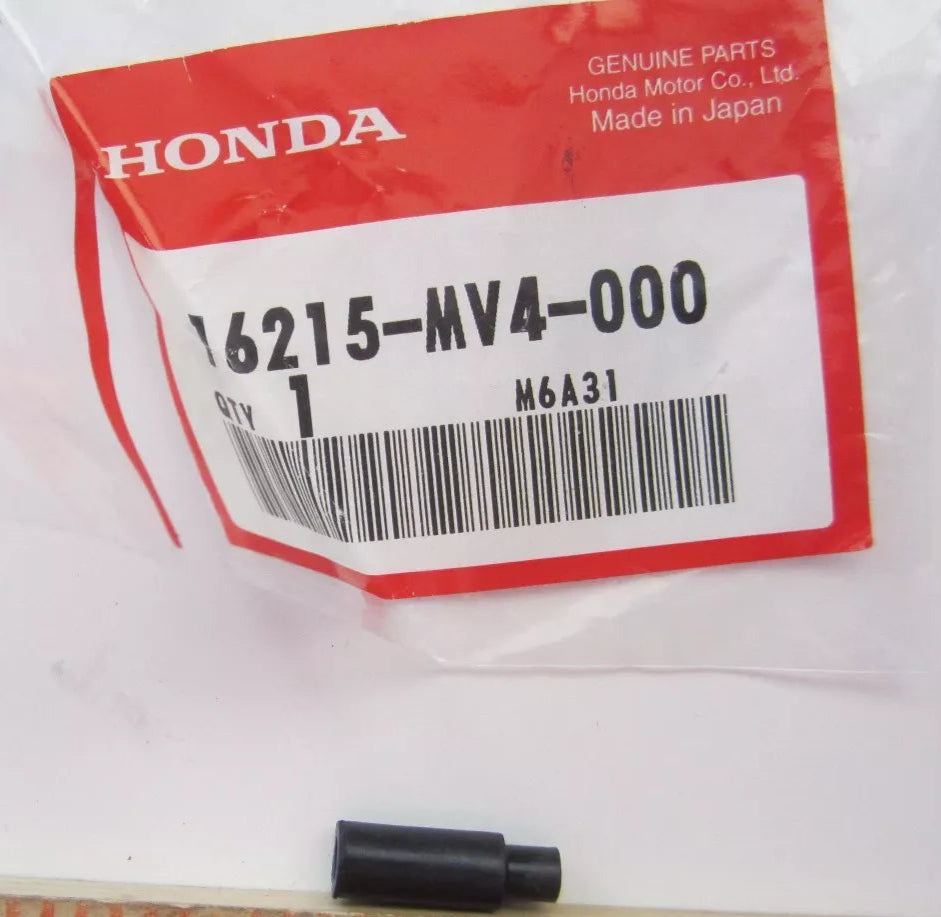 HONDA
GENUINE PARTS
Honda Motor Co., Ltd.
Made in Japan
16215-MV4-000
QTY 1
M6A31